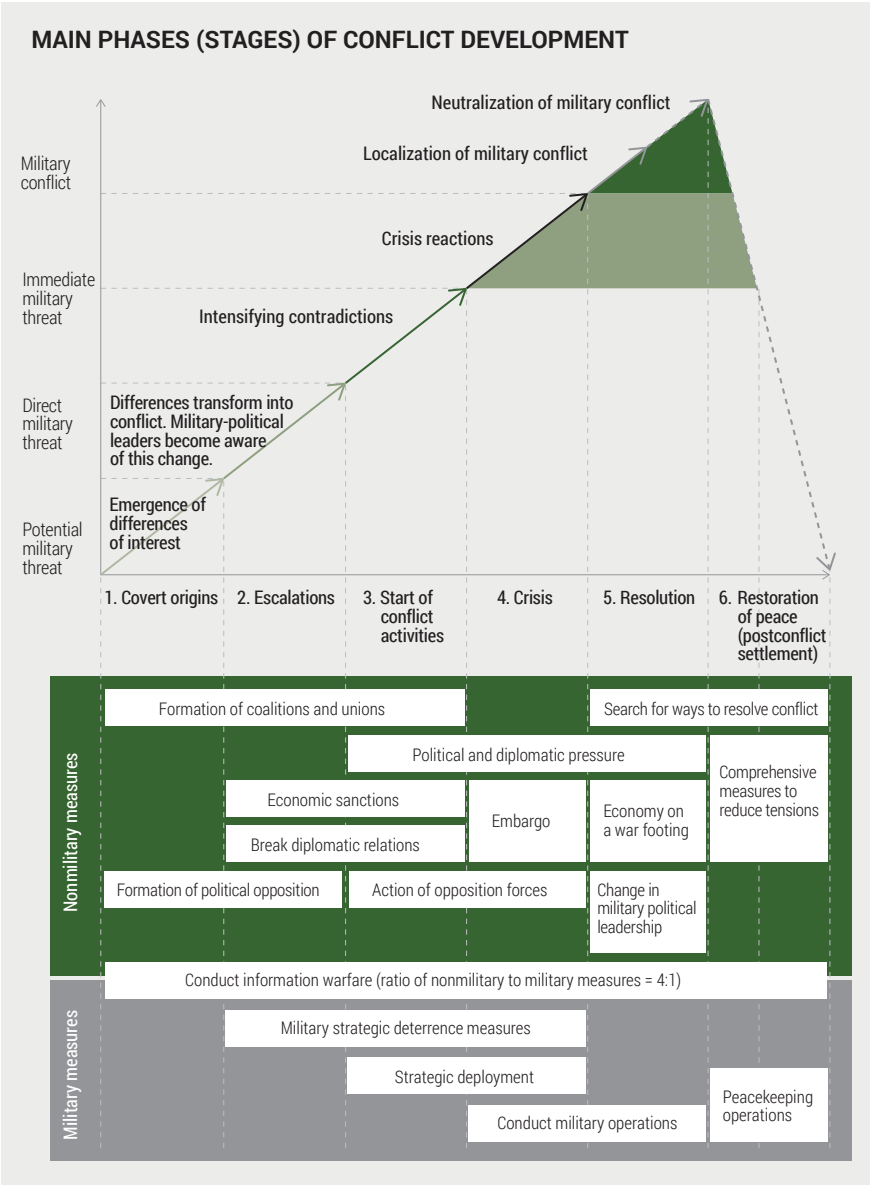 MAIN PHASES (STAGES) OF CONFLICT DEVELOPMENT
Neutralization of military conflict
Localization of military conflict
Military
conflict
Crisis reactions
Immediate
military
threat
Intensifying contradictions
Direct
military
threat
Differences transform into
conflict. Military-political
leaders become aware
of this change.
Emergence of
differences
of interest
Potential
military
threat
1. Covert origins
2. Escalations
3. Start of
conflict
activities
4. Crisis
5. Resolution
6. Restoration
of peace
(postconflict
settlement)
Nonmilitary measures
Formation of coalitions and unions
Search for ways to resolve conflict
Political and diplomatic pressure
Comprehensive
measures to
reduce tensions
Economic sanctions
Embargo
Economy on
a war footing
Break diplomatic relations
Formation of political opposition
Action of opposition forces
Change in
military political
leadership
Conduct information warfare (ratio of nonmilitary to military measures = 4:1)
Military measures
Military strategic deterrence measures
Strategic deployment
Conduct military operations
Peacekeeping
operations